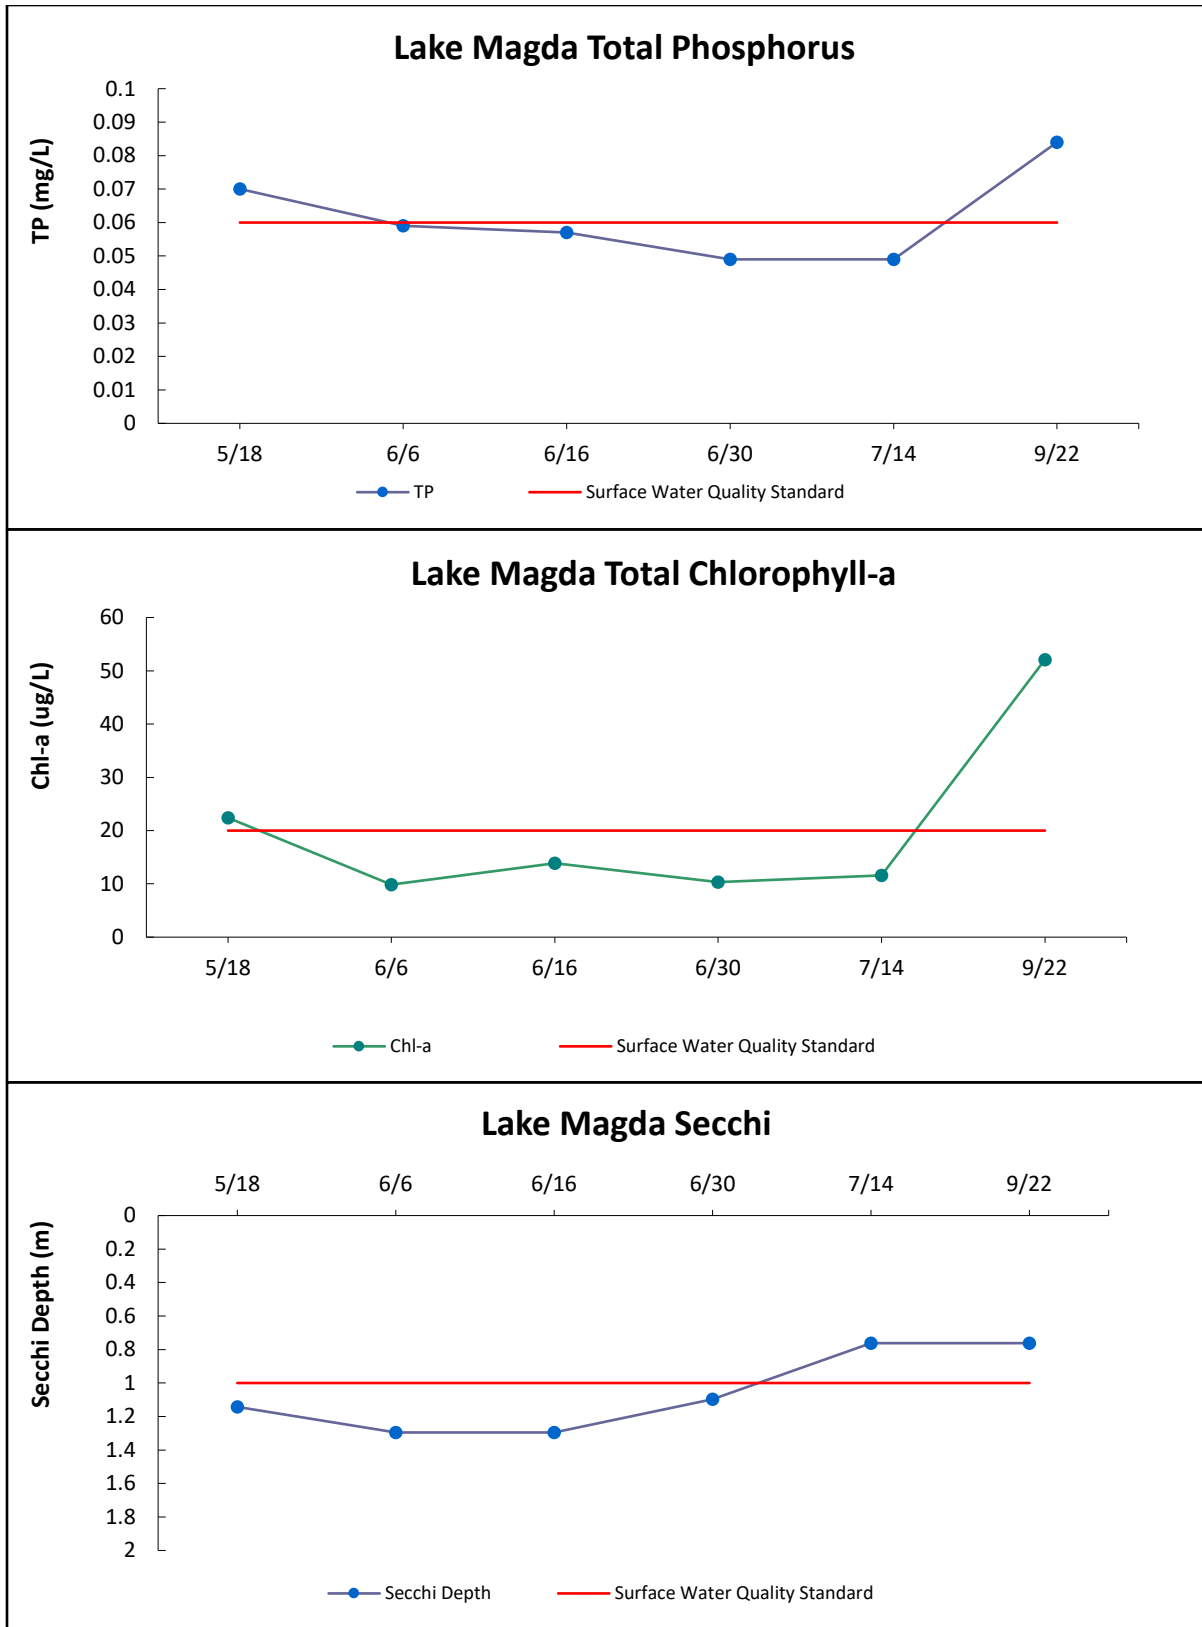 Lake Magda Total Phosphorus
TP (mg/L)
0.1
0.09
0.08
0.07
0.06
0.05
0.04
0.03
0.02
0.01
0
5/18 6/6 6/16 6/30 7/14 9/22
TP Surface Water Quality Standard
Lake Magda Total Chlorophyll-a
Chl-a (ug/L)
60
50
40
30
20
10
0
5/18 6/6 6/16 6/30 7/14 9/22
Chl-a Surface Water Quality Standard
Lake Magda Secchi
5/18 6/6 6/16 6/30 7/14 9/22
Secchi Depth (m)
0
0.2
0.4
0.6
0.8
1
1.2
1.4
1.6
1.8
2
Secchi Depth Surface Water Quality Standard